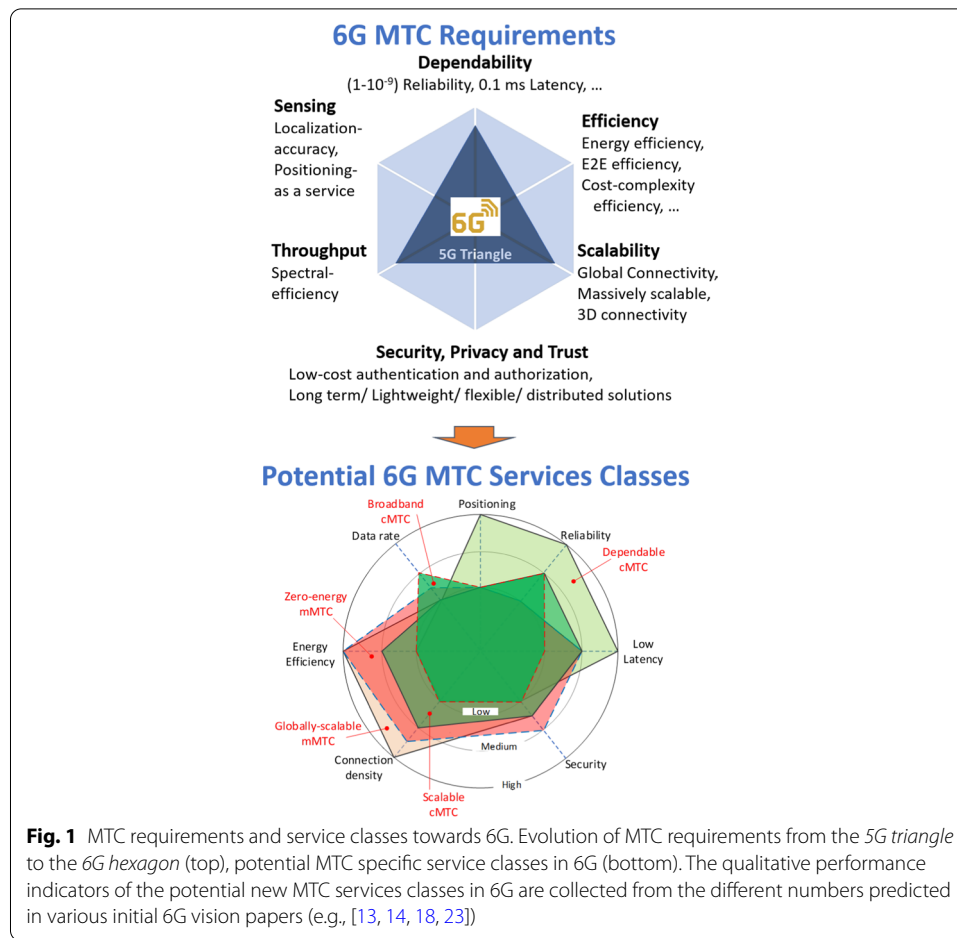 6G MTC Requirements
Dependability
(1-10⁻⁹) Reliability, 0.1 ms Latency, ...
Sensing
Localization-
accuracy,
Positioning-
as a service
Efficiency
Energy efficiency,
E2E efficiency,
Cost-complexity
efficiency, ...
6G
5G Triangle
Throughput
Spectral-
efficiency
Scalability
Global Connectivity,
Massively scalable,
3D connectivity
Security, Privacy and Trust
Low-cost authentication and authorization,
Long term/ Lightweight/ flexible/ distributed solutions
Potential 6G MTC Services Classes
Broadband
cMTC
Positioning
Data rate
Reliability
Dependable
cMTC
Zero-energy
mMTC
Energy
Efficiency
Low
Latency
Globally-scalable
mMTC
Connection
density
Low
Medium
High
Security
Scalable
cMTC
Fig. 1 MTC requirements and service classes towards 6G. Evolution of MTC requirements from the 5G triangle
to the 6G hexagon (top), potential MTC specific service classes in 6G (bottom). The qualitative performance
indicators of the potential new MTC services classes in 6G are collected from the different numbers predicted
in various initial 6G vision papers (e.g., [13, 14, 18, 23])